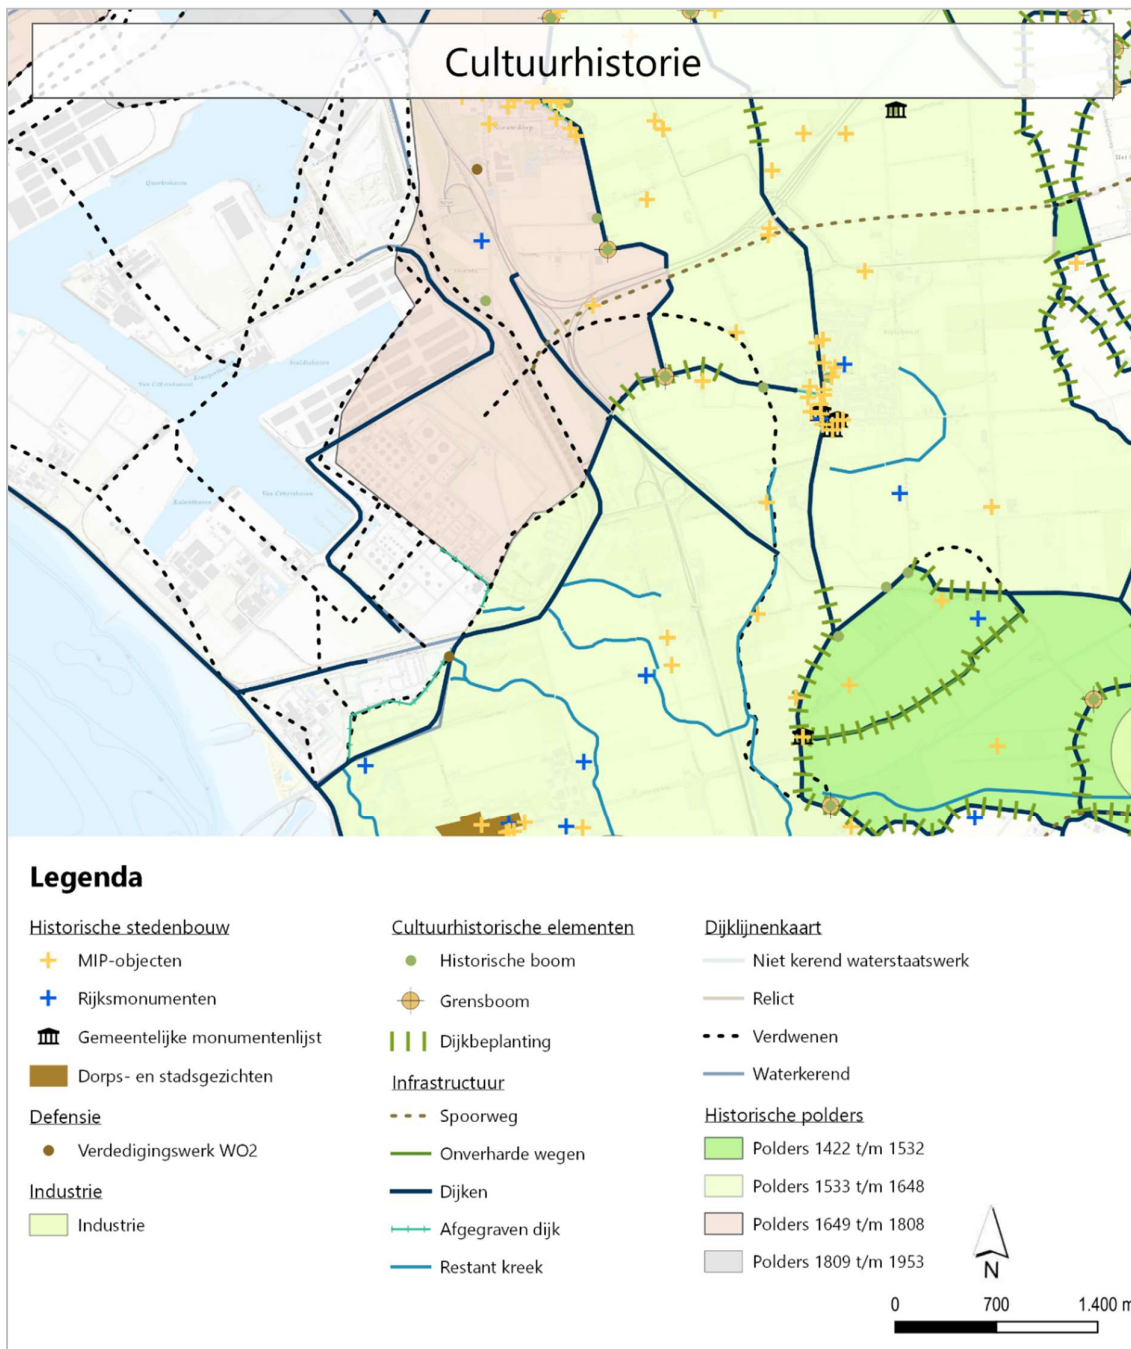 Cultuurhistorie
Legenda
Historische stedenbouw
MIP-objecten
Rijksmonumenten
Gemeentelijke monumentenlijst
Dorps- en stadsgezichten
Defensie
Verdedigingswerk WO2
Industrie
Industrie
Cultuurhistorische elementen
Historische boom
Grensboom
Dijkbeplanting
Infrastructuur
Spoorweg
Onverharde wegen
Dijken
Afgegraven dijk
Restant kreek
Dijklijnenkaart
Niet kerend waterstaatswerk
Relict
Verdwenen
Waterkerend
Historische polders
Polders 1422 t/m 1532
Polders 1533 t/m 1648
Polders 1649 t/m 1808
Polders 1809 t/m 1953
N
0 700 1.400 m